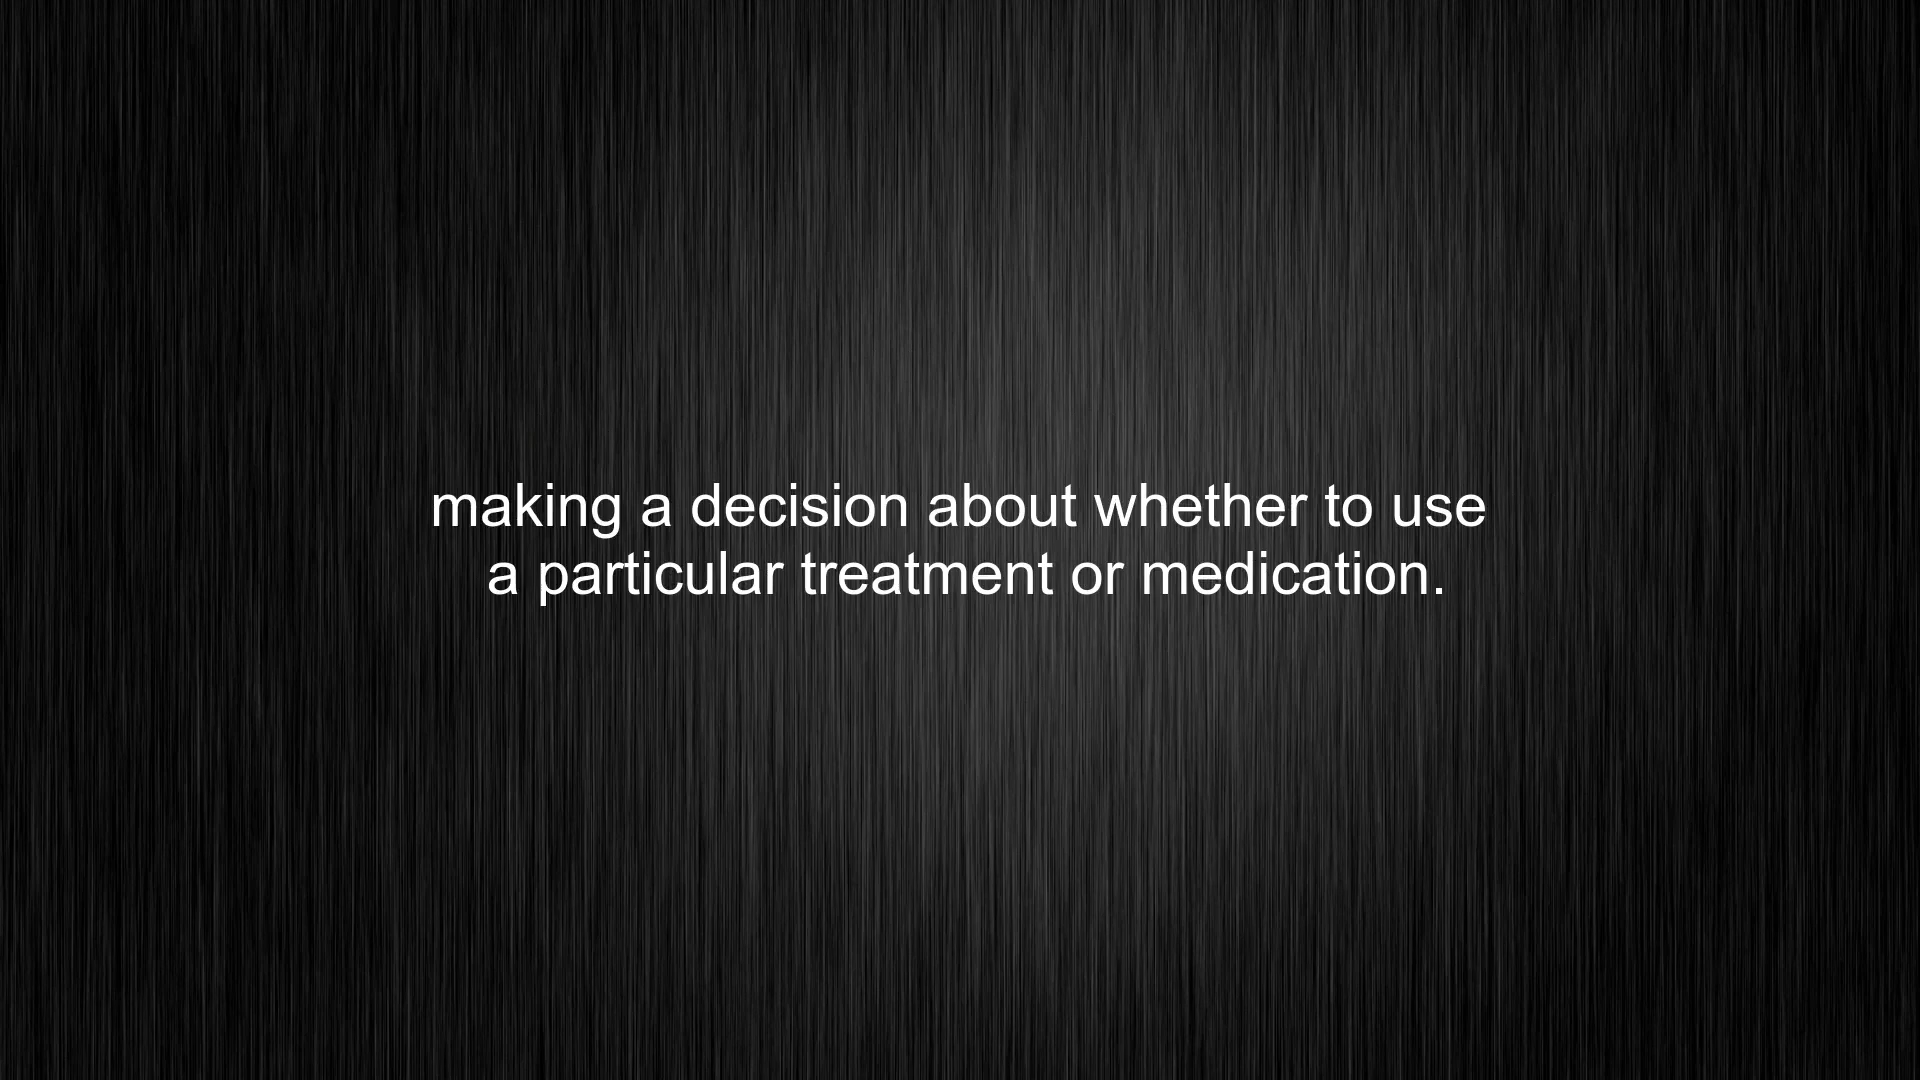 making a decision about whether to use
a particular treatment or medication.